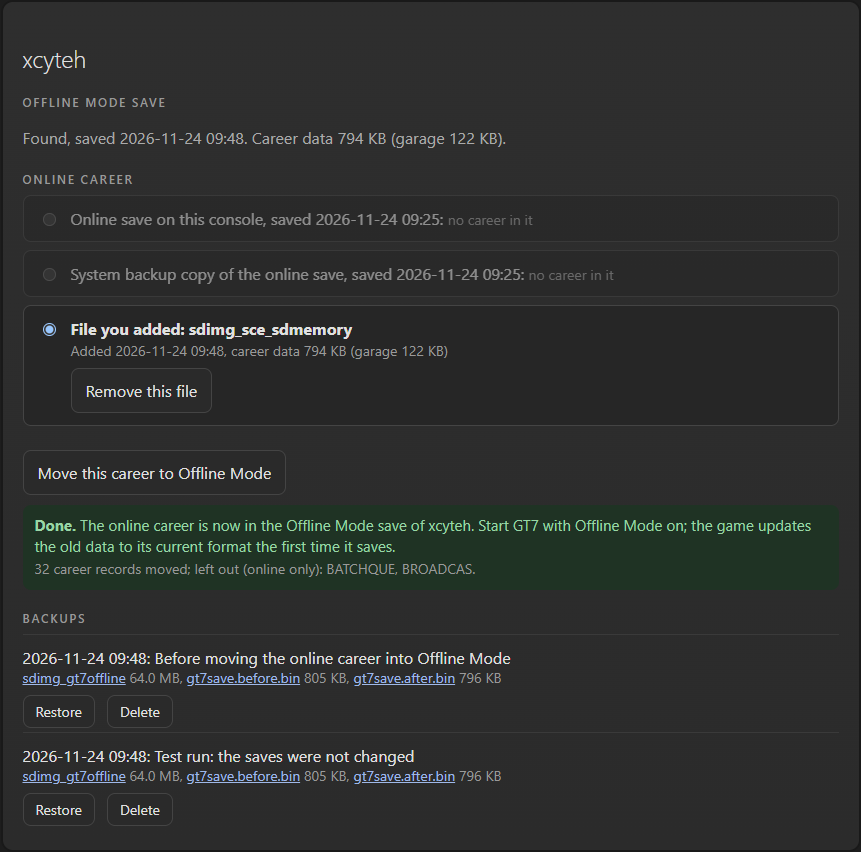 xcyteh
OFFLINE MODE SAVE
Found, saved 2026-11-24 09:48. Career data 794 KB (garage 122 KB).
ONLINE CAREER
Online save on this console, saved 2026-11-24 09:25: no career in it
System backup copy of the online save, saved 2026-11-24 09:25: no career in it
File you added: sdimg_sce_sdmemory
Added 2026-11-24 09:48, career data 794 KB (garage 122 KB)
Remove this file
Move this career to Offline Mode
Done. The online career is now in the Offline Mode save of xcyteh. Start GT7 with Offline Mode on; the game updates
the old data to its current format the first time it saves.
32 career records moved; left out (online only): BATCHQUE, BROADCAS.
BACKUPS
2026-11-24 09:48: Before moving the online career into Offline Mode
sdimg_gt7offline 64.0 MB, gt7save.before.bin 805 KB, gt7save.after.bin 796 KB
Restore Delete
2026-11-24 09:48: Test run: the saves were not changed
sdimg_gt7offline 64.0 MB, gt7save.before.bin 805 KB, gt7save.after.bin 796 KB
Restore Delete